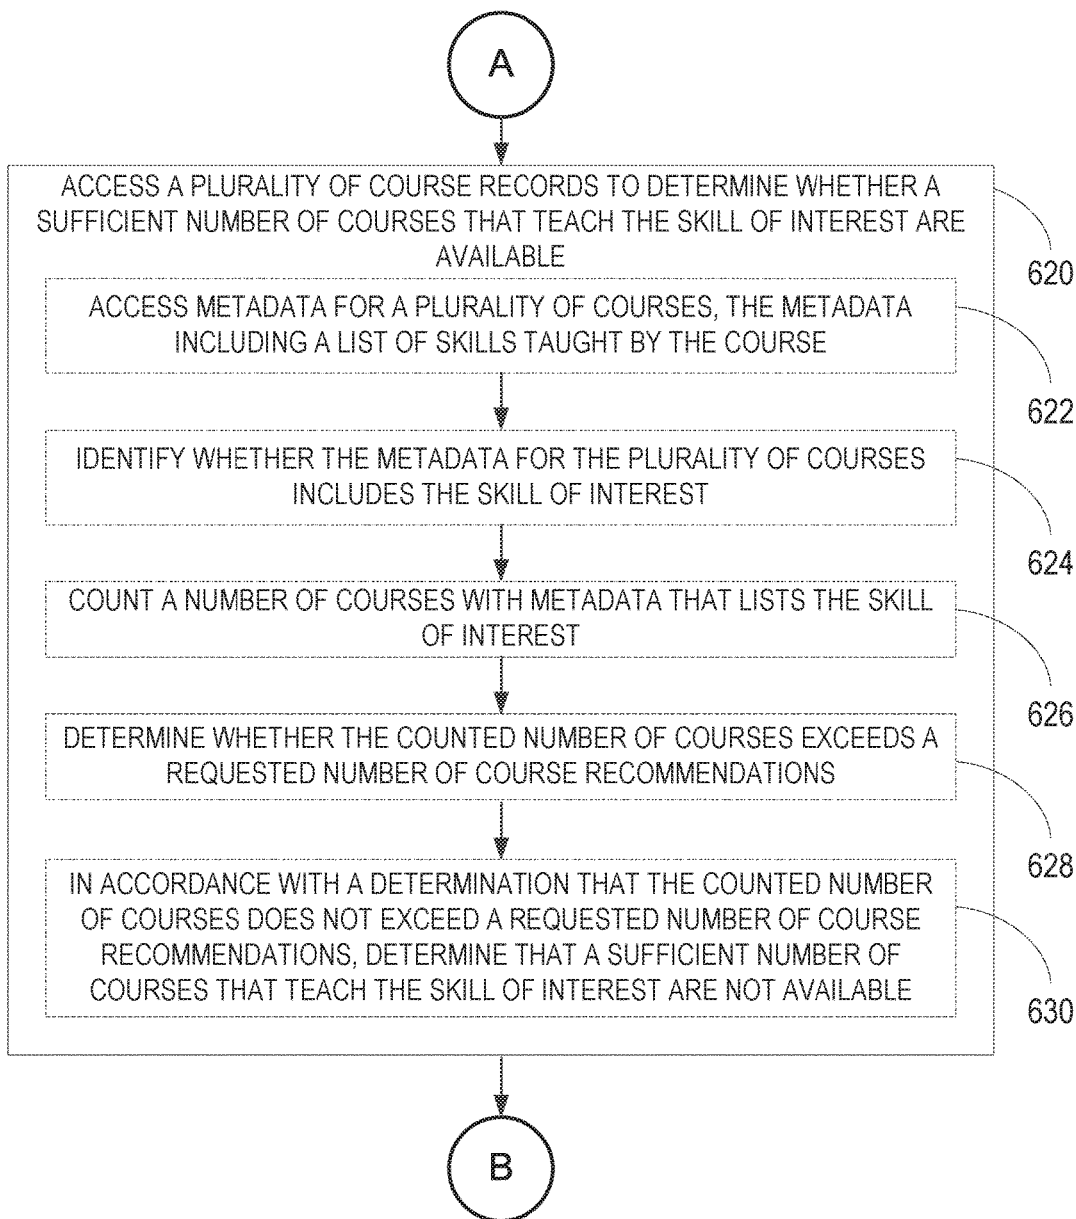 A
ACCESS A PLURALITY OF COURSE RECORDS TO DETERMINE WHETHER A
SUFFICIENT NUMBER OF COURSES THAT TEACH THE SKILL OF INTEREST ARE
AVAILABLE
620
ACCESS METADATA FOR A PLURALITY OF COURSES, THE METADATA
INCLUDING A LIST OF SKILLS TAUGHT BY THE COURSE
622
IDENTIFY WHETHER THE METADATA FOR THE PLURALITY OF COURSES
INCLUDES THE SKILL OF INTEREST
624
COUNT A NUMBER OF COURSES WITH METADATA THAT LISTS THE SKILL
OF INTEREST
626
DETERMINE WHETHER THE COUNTED NUMBER OF COURSES EXCEEDS A
REQUESTED NUMBER OF COURSE RECOMMENDATIONS
628
IN ACCORDANCE WITH A DETERMINATION THAT THE COUNTED NUMBER
OF COURSES DOES NOT EXCEED A REQUESTED NUMBER OF COURSE
RECOMMENDATIONS, DETERMINE THAT A SUFFICIENT NUMBER OF
COURSES THAT TEACH THE SKILL OF INTEREST ARE NOT AVAILABLE
630
B